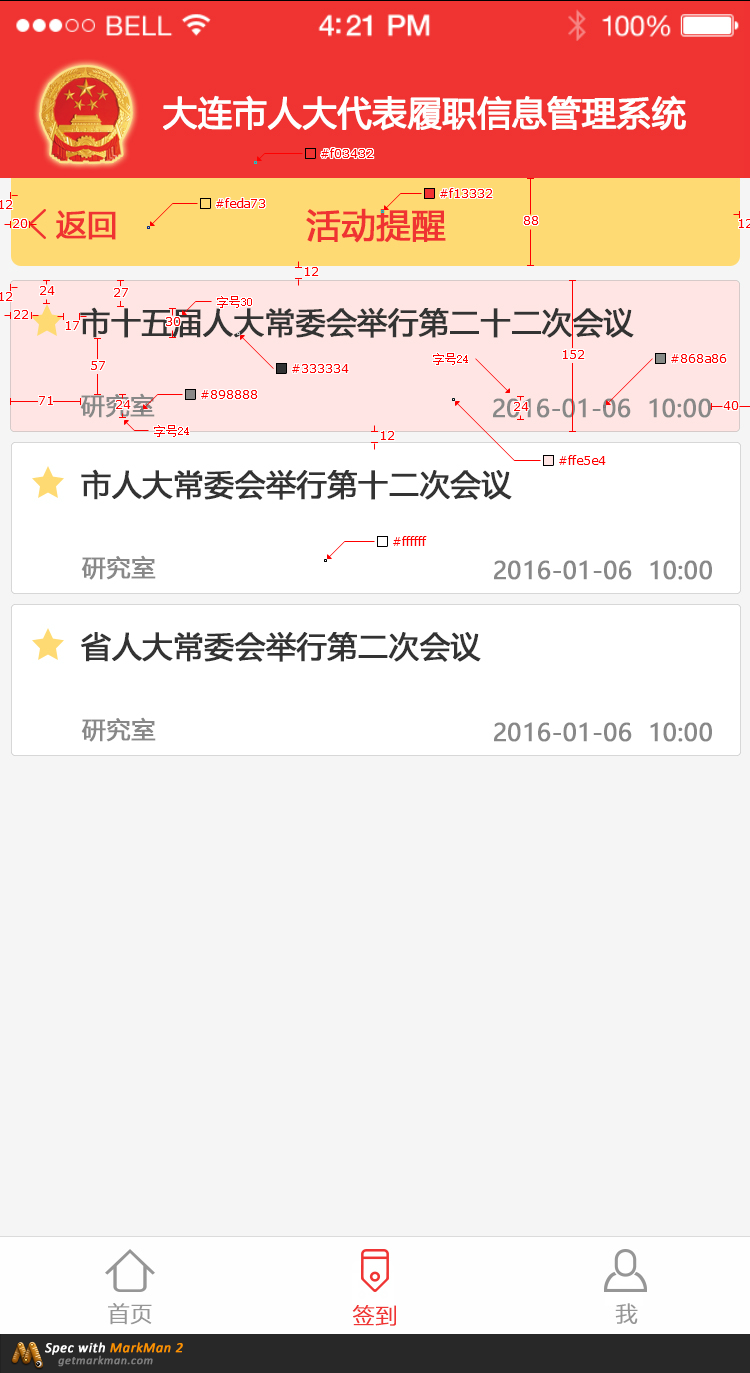 BELL 4:21 PM 100%
大连市人大代表履职信息管理系统
#f03432
12 20 返回 #feda73 活动提醒 #f13332 88 12
12
12 24 27 字号30
22 17 市十五届人大常委会举行第二十二次会议 30
57 #333334 字号24 152 #868a86
71 研究室 24 #898888 2016-01-06 24 10:00 40
字号24 12 #ffe5e4
市人大常委会举行第十二次会议
#ffffff
研究室 2016-01-06 10:00
省人大常委会举行第二次会议
研究室 2016-01-06 10:00
首页 签到 我
Spec with MarkMan 2
getmarkman.com